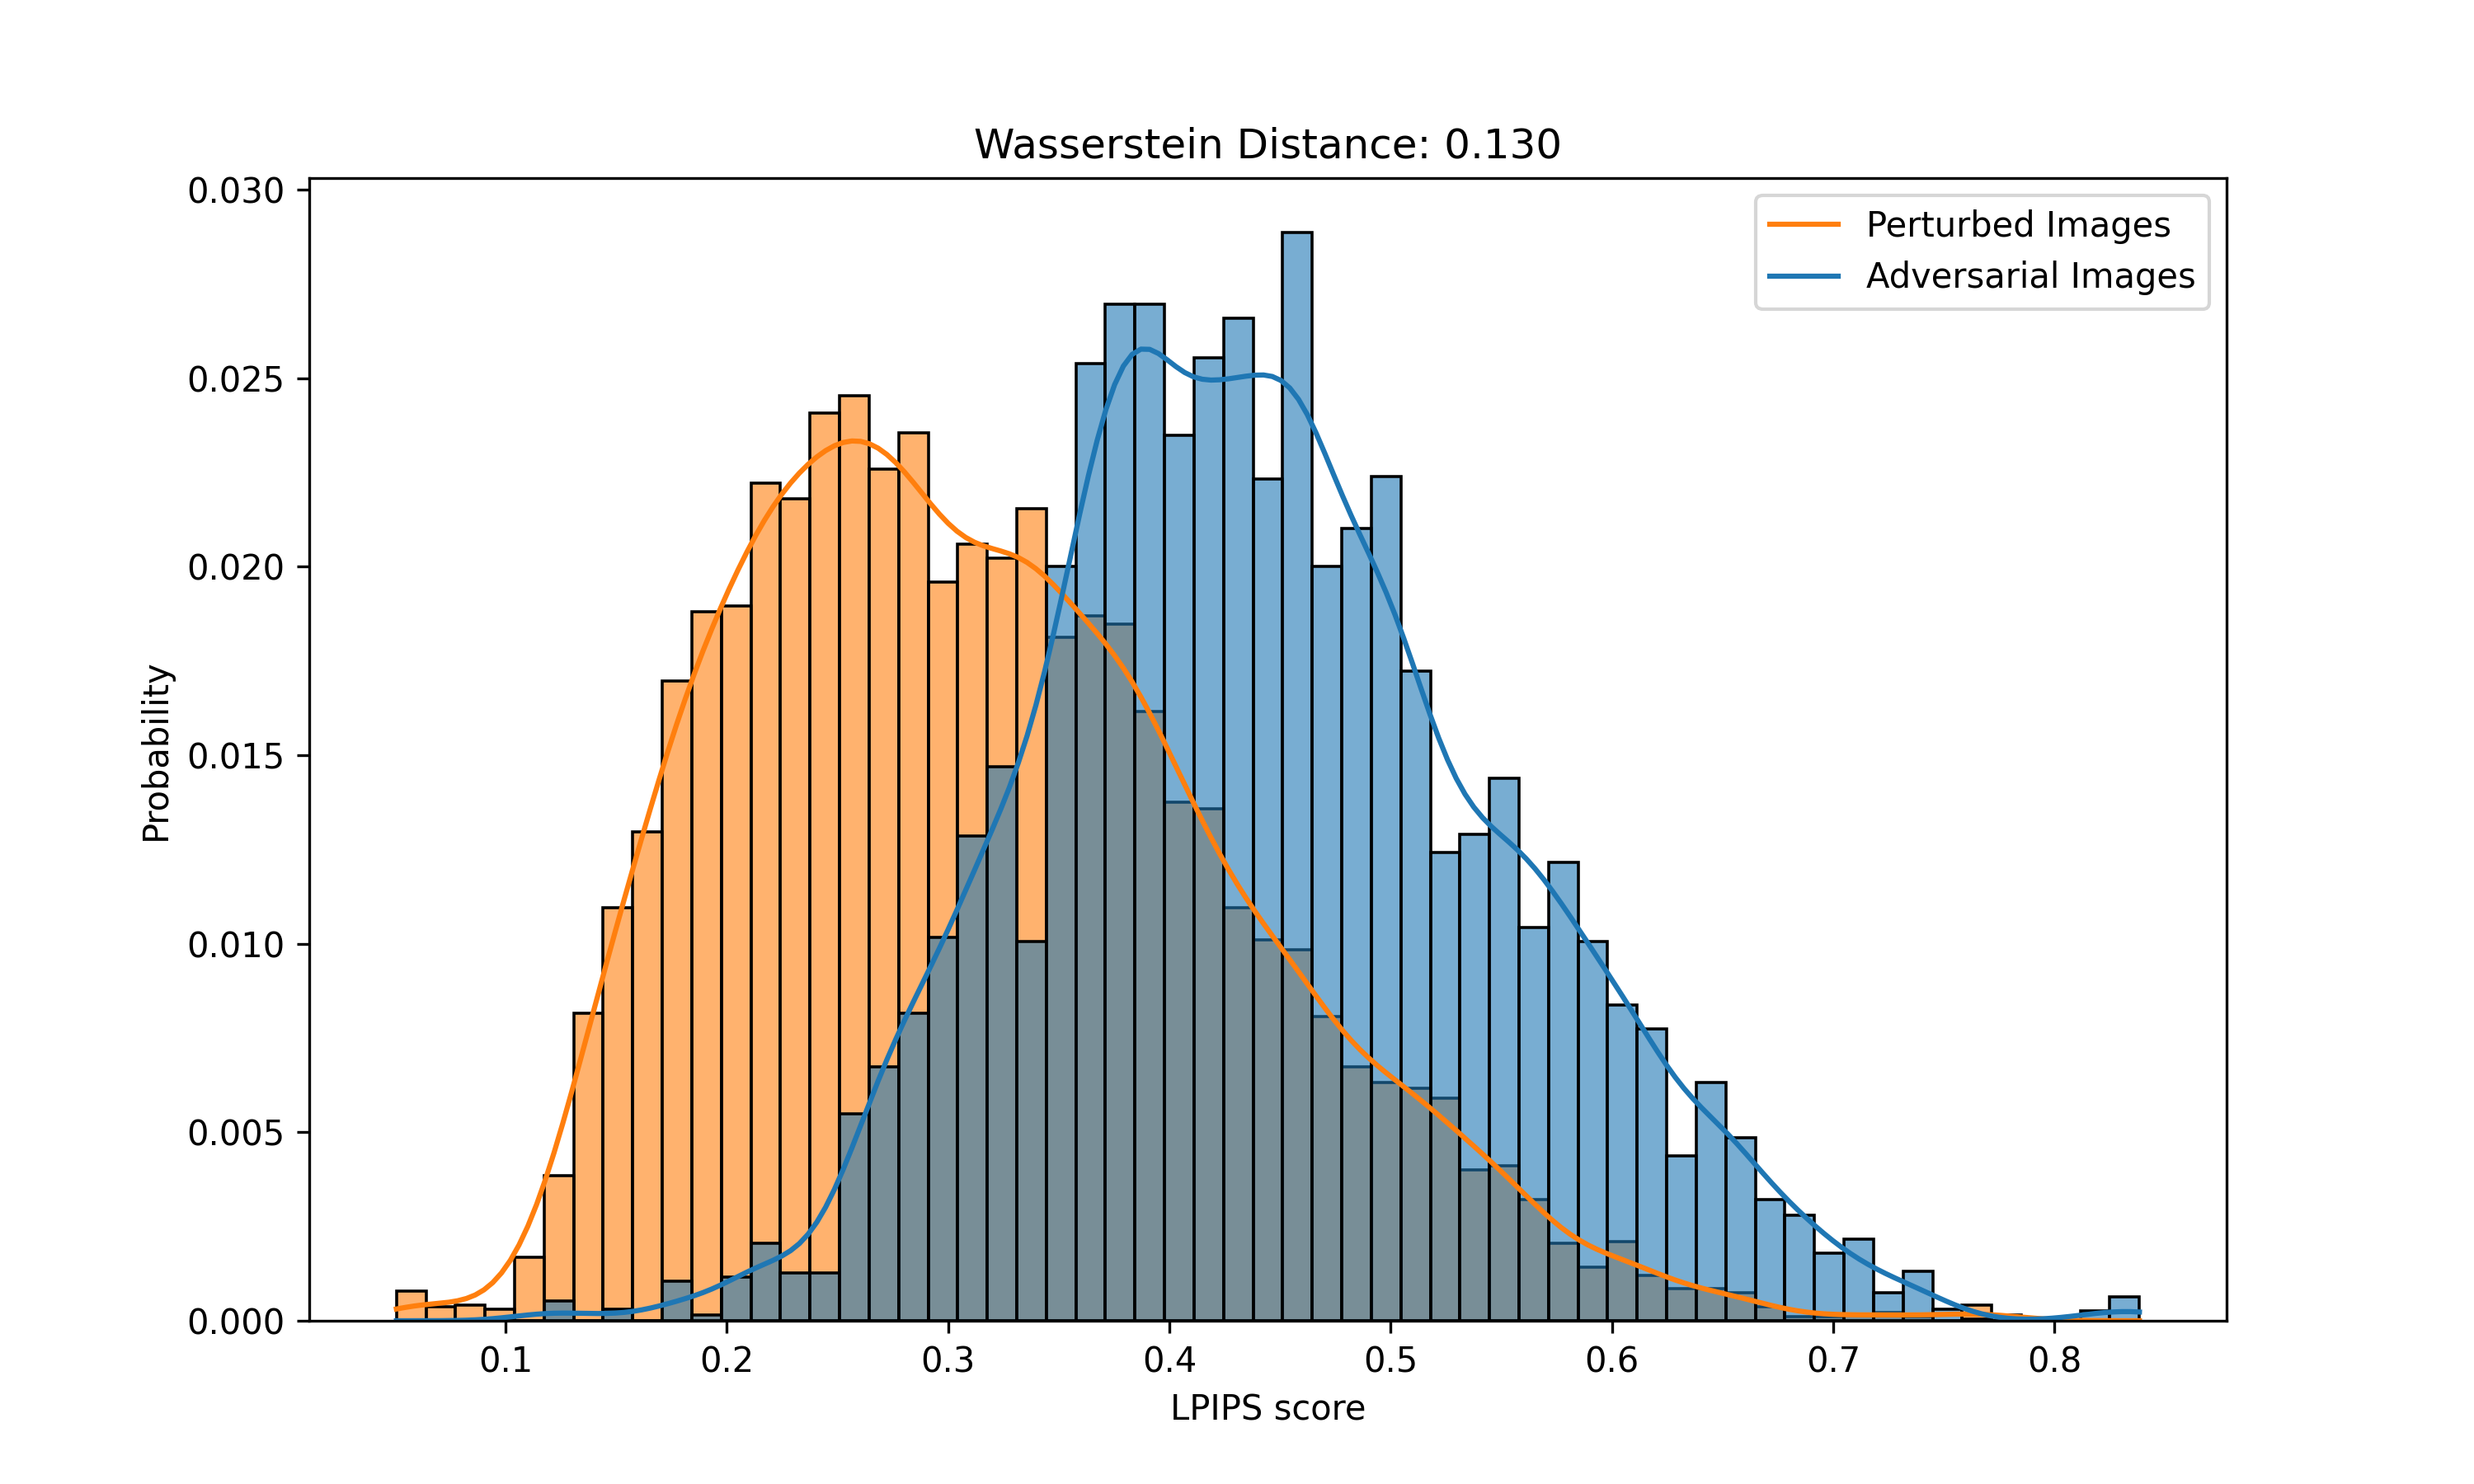 Wasserstein Distance: 0.130
Perturbed Images
Adversarial Images
Probability
0.030
0.025
0.020
0.015
0.010
0.005
0.000
0.1 0.2 0.3 0.4 0.5 0.6 0.7 0.8
LPIPS score